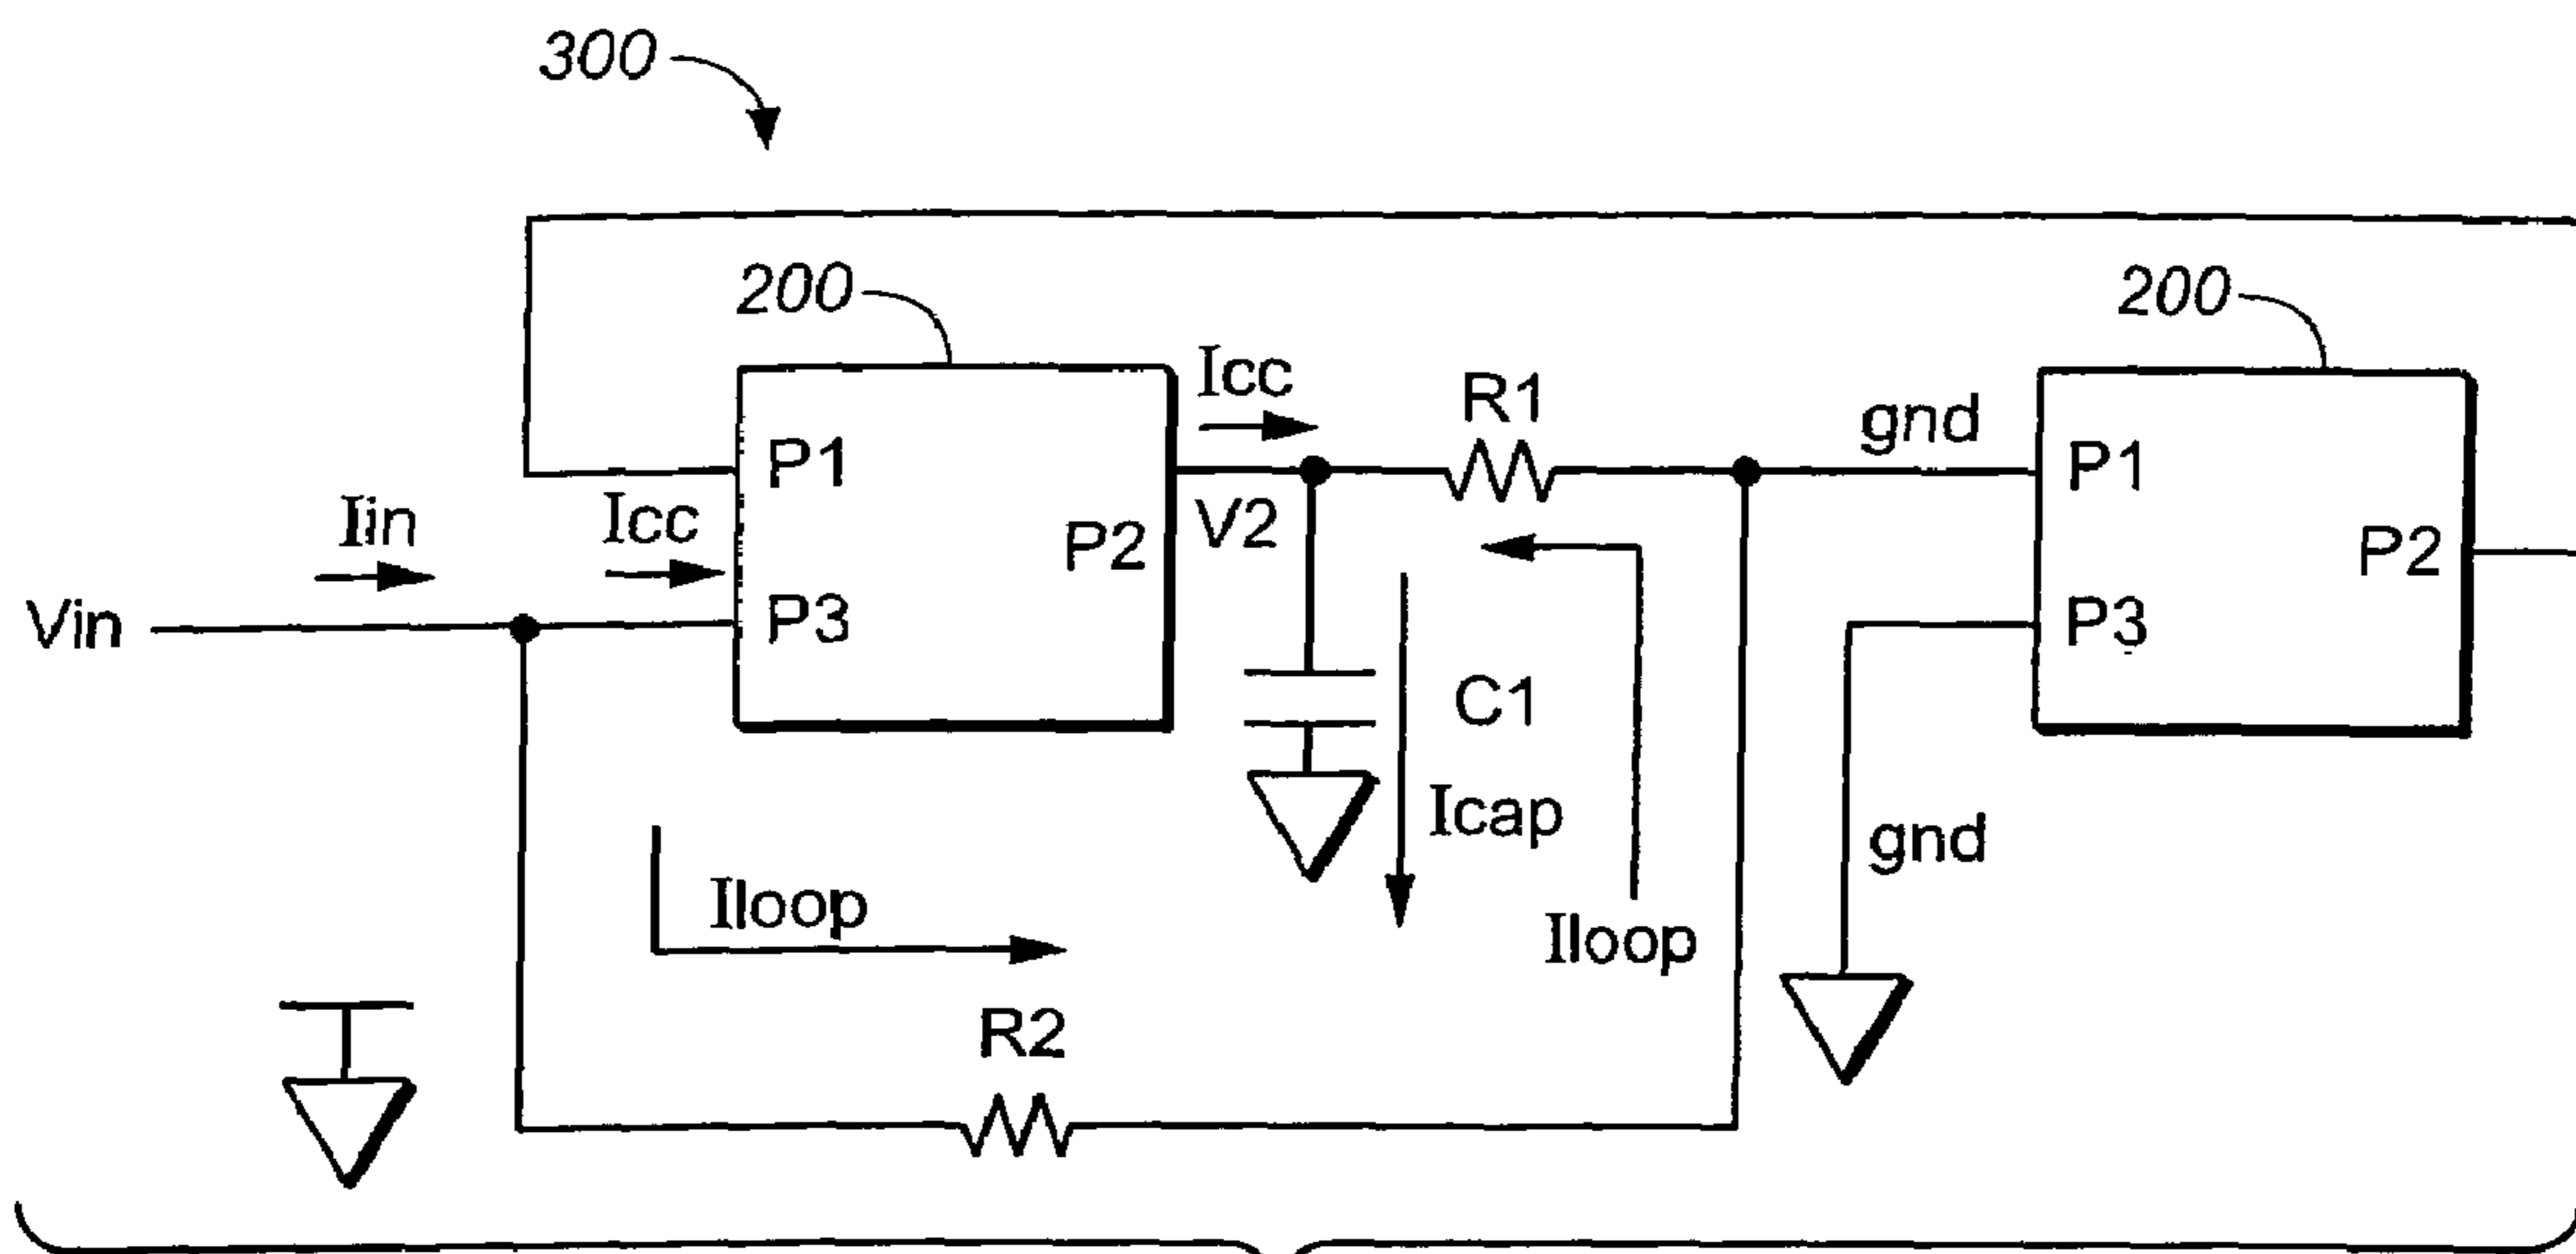 300
200
200
Icc
R1
gnd
P1
P1
Iin
Icc
V2
P2
P2
Vin
P3
P3
C1
Icap
gnd
Iloop
Iloop
R2